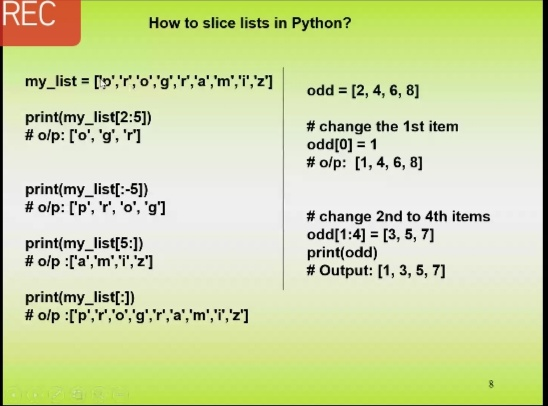 REC
How to slice lists in Python?
my_list = ['p','r','o','g','r','a','m','i','z']
print(my_list[2:5])
# o/p: ['o', 'g', 'r']
print(my_list[:-5])
# o/p: ['p', 'r', 'o', 'g']
print(my_list[5:])
# o/p :['a','m','i','z']
print(my_list[:])
# o/p :['p','r','o','g','r','a','m','i','z']
odd = [2, 4, 6, 8]
# change the 1st item
odd[0] = 1
# o/p: [1, 4, 6, 8]
# change 2nd to 4th items
odd[1:4] = [3, 5, 7]
print(odd)
# Output: [1, 3, 5, 7]
8